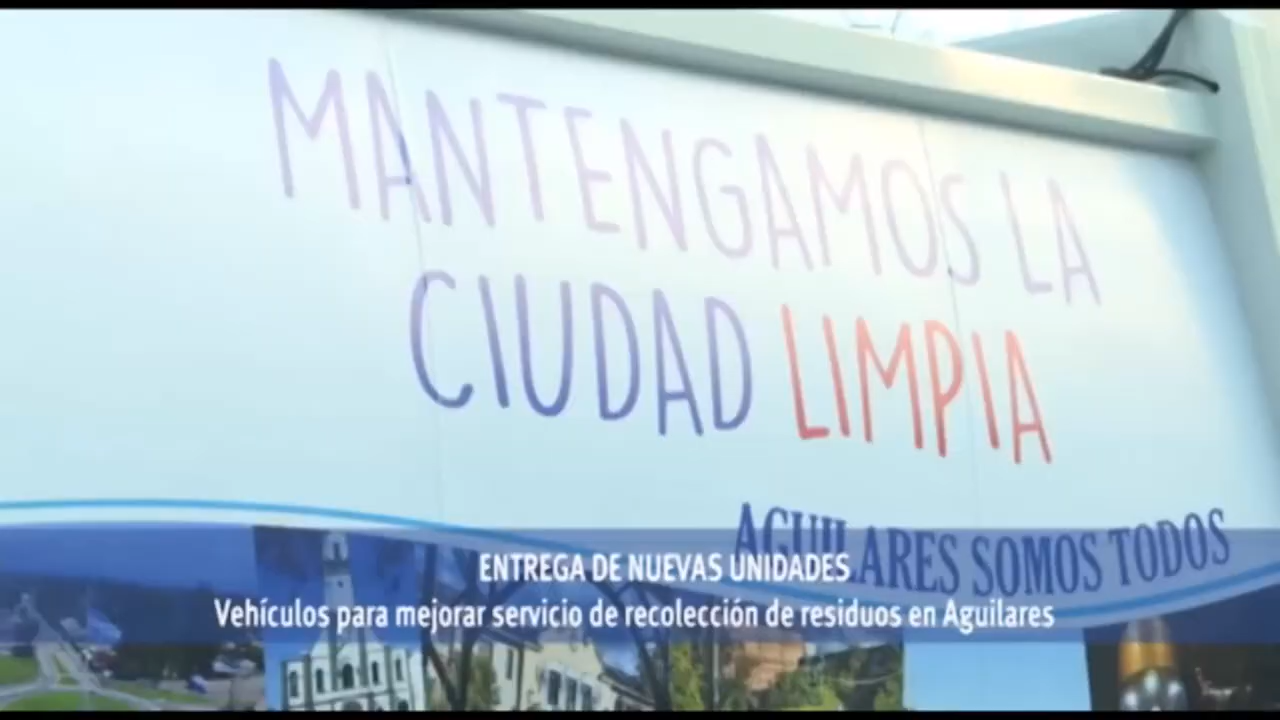 MANTENGAMOS LA
CIUDAD LIMPIA
AGUILARES SOMOS TODOS
ENTREGA DE NUEVAS UNIDADES
Vehículos para mejorar servicio de recolección de residuos en Aguilares